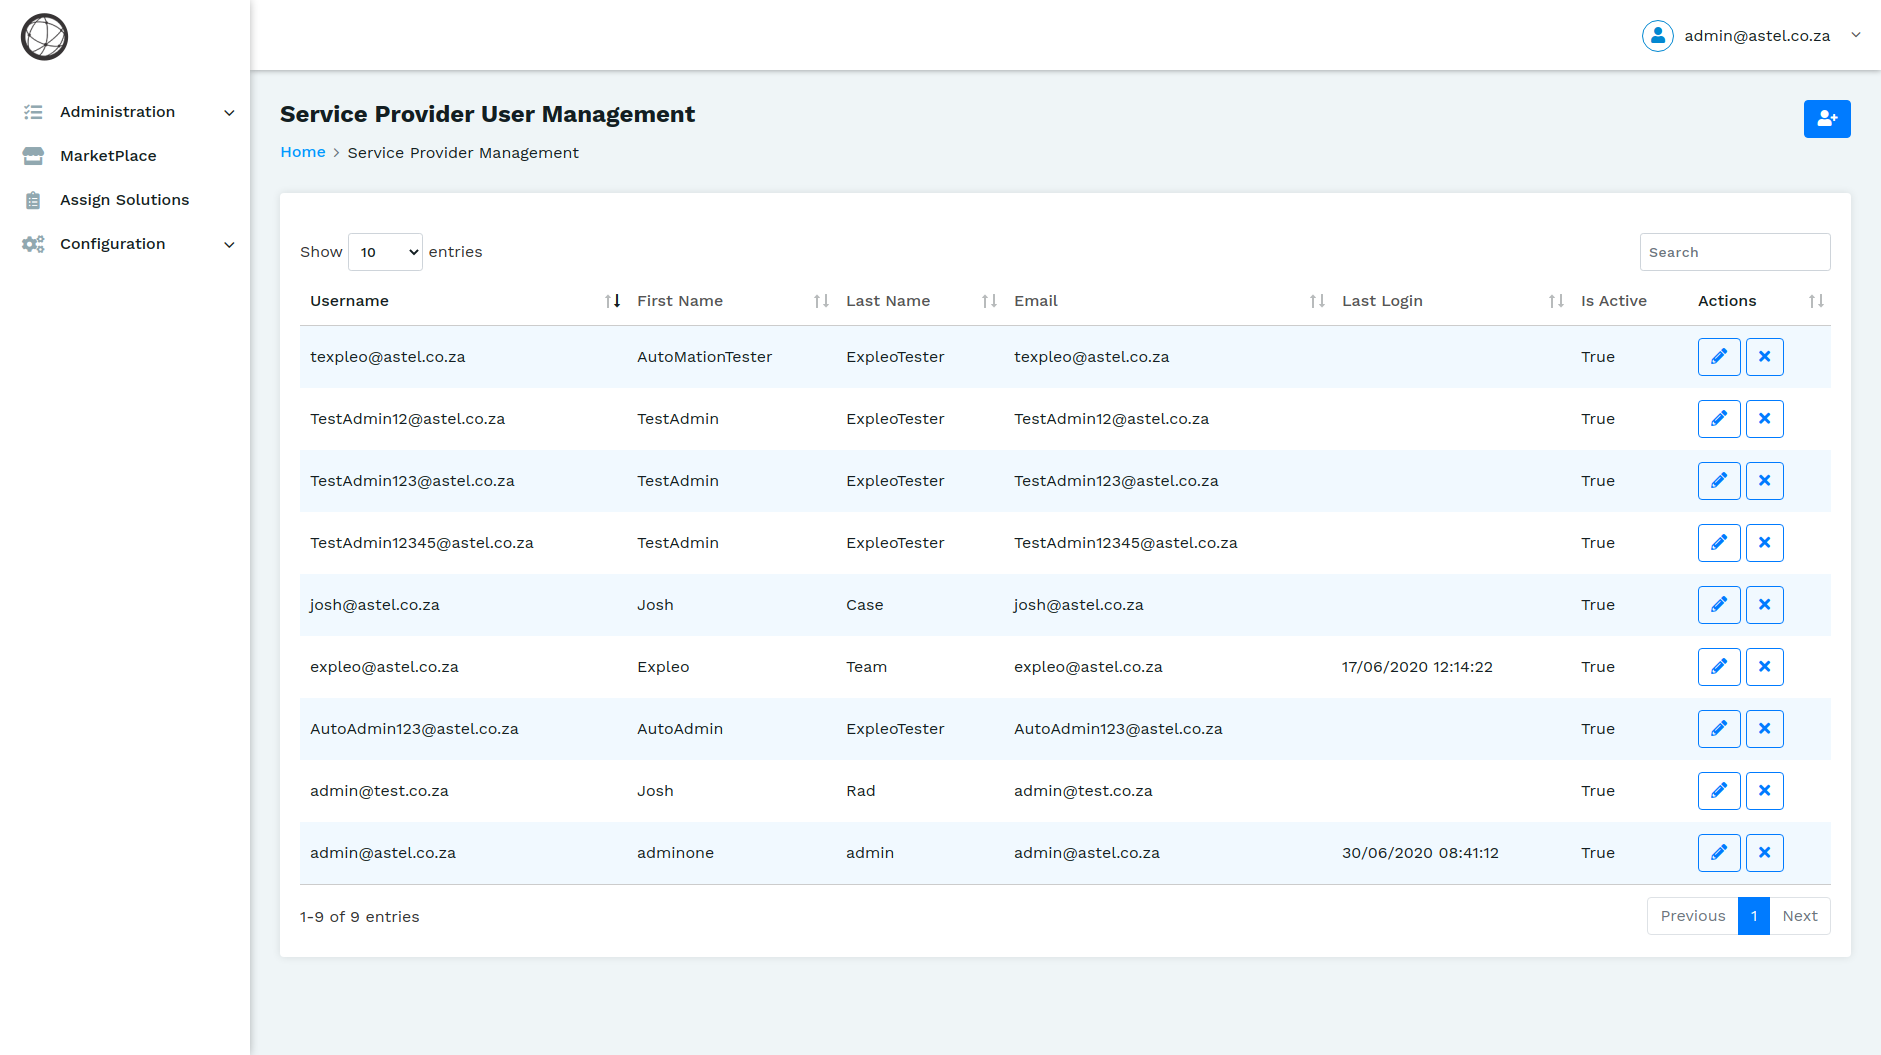 admin@astel.co.za
Administration
MarketPlace
Assign Solutions
Configuration
Service Provider User Management
Home > Service Provider Management
Show 10 entries
Search
Username First Name Last Name Email Last Login Is Active Actions
texpleo@astel.co.za AutoMationTester ExpleoTester texpleo@astel.co.za True
TestAdmin12@astel.co.za TestAdmin ExpleoTester TestAdmin12@astel.co.za True
TestAdmin123@astel.co.za TestAdmin ExpleoTester TestAdmin123@astel.co.za True
TestAdmin12345@astel.co.za TestAdmin ExpleoTester TestAdmin12345@astel.co.za True
josh@astel.co.za Josh Case josh@astel.co.za True
expleo@astel.co.za Expleo Team expleo@astel.co.za 17/06/2020 12:14:22 True
AutoAdmin123@astel.co.za AutoAdmin ExpleoTester AutoAdmin123@astel.co.za True
admin@test.co.za Josh Rad admin@test.co.za True
admin@astel.co.za adminone admin admin@astel.co.za 30/06/2020 08:41:12 True
1-9 of 9 entries
Previous 1 Next